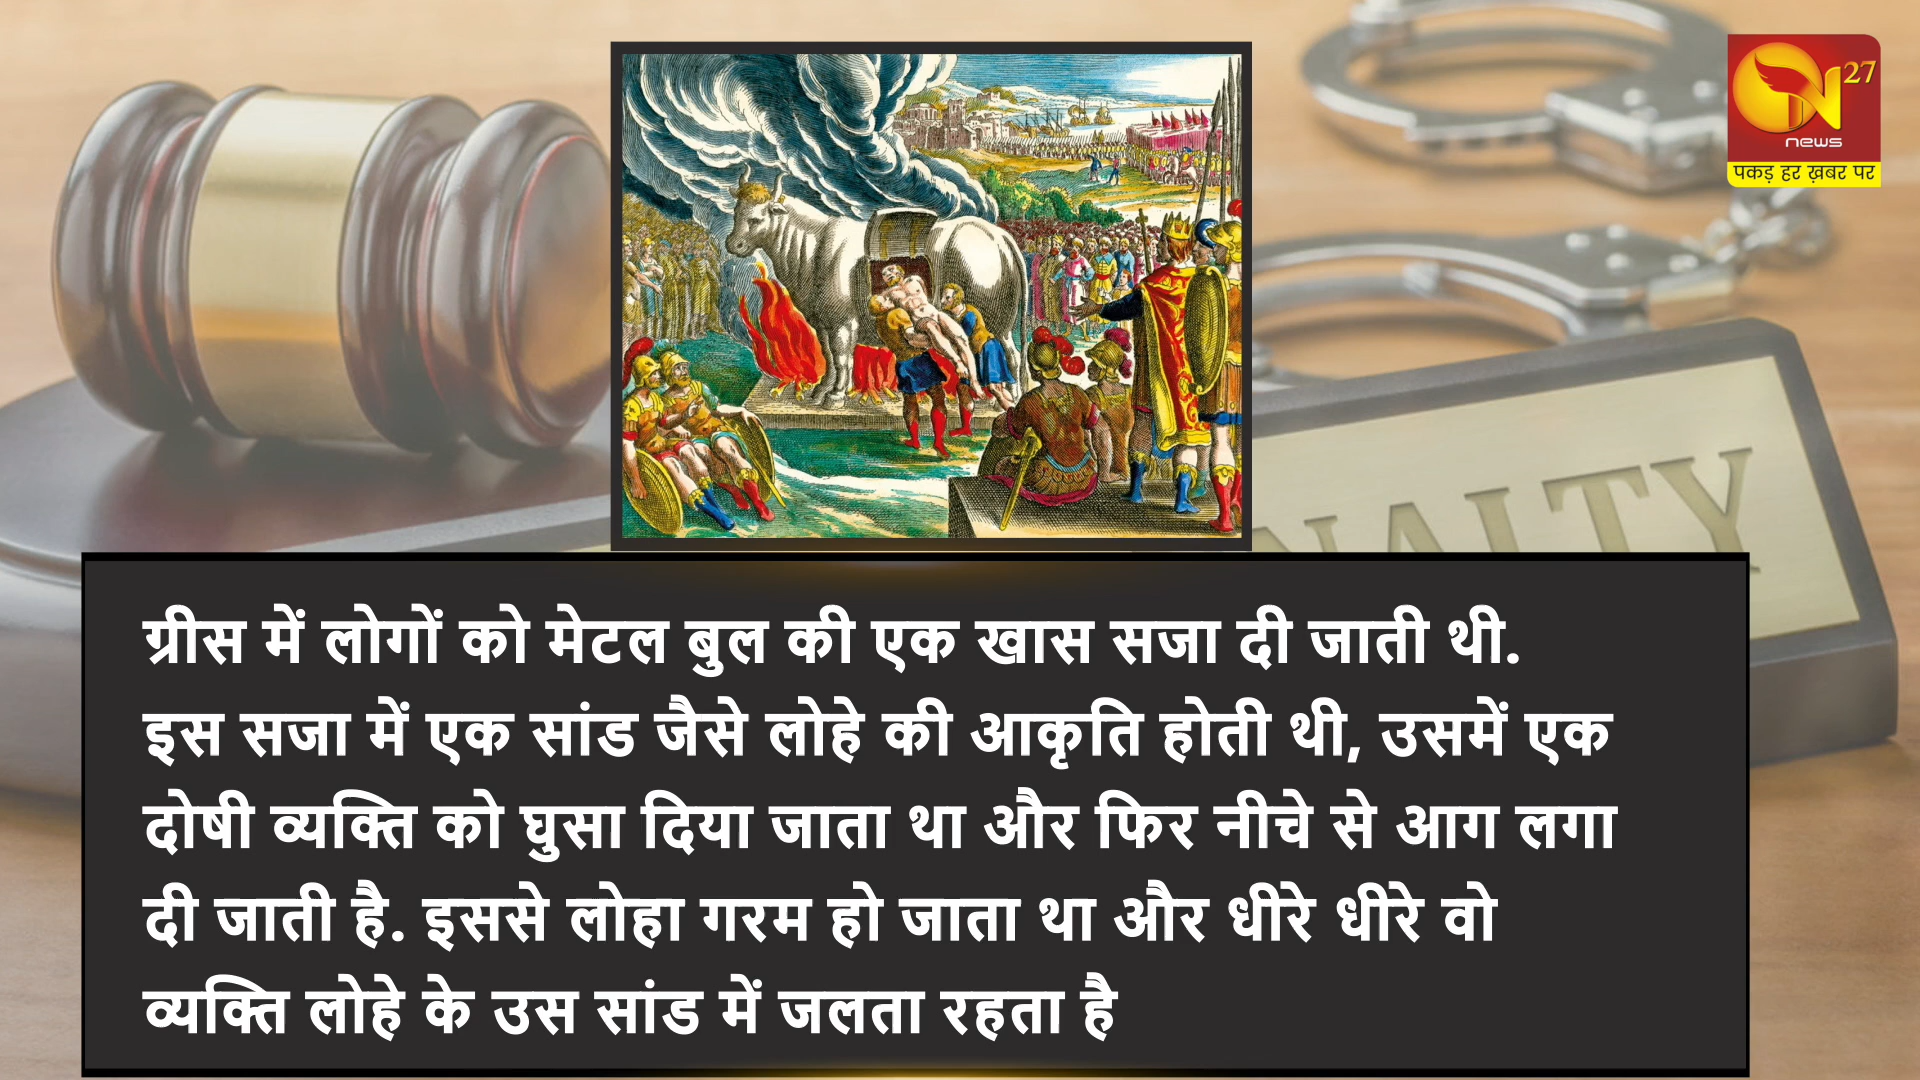 27
news
पकड़ हर ख़बर पर
NALTY
ग्रीस में लोगों को मेटल बुल की एक खास सजा दी जाती थी.
इस सजा में एक सांड जैसे लोहे की आकृति होती थी, उसमें एक
दोषी व्यक्ति को घुसा दिया जाता था और फिर नीचे से आग लगा
दी जाती है. इससे लोहा गरम हो जाता था और धीरे धीरे वो
व्यक्ति लोहे के उस सांड में जलता रहता है